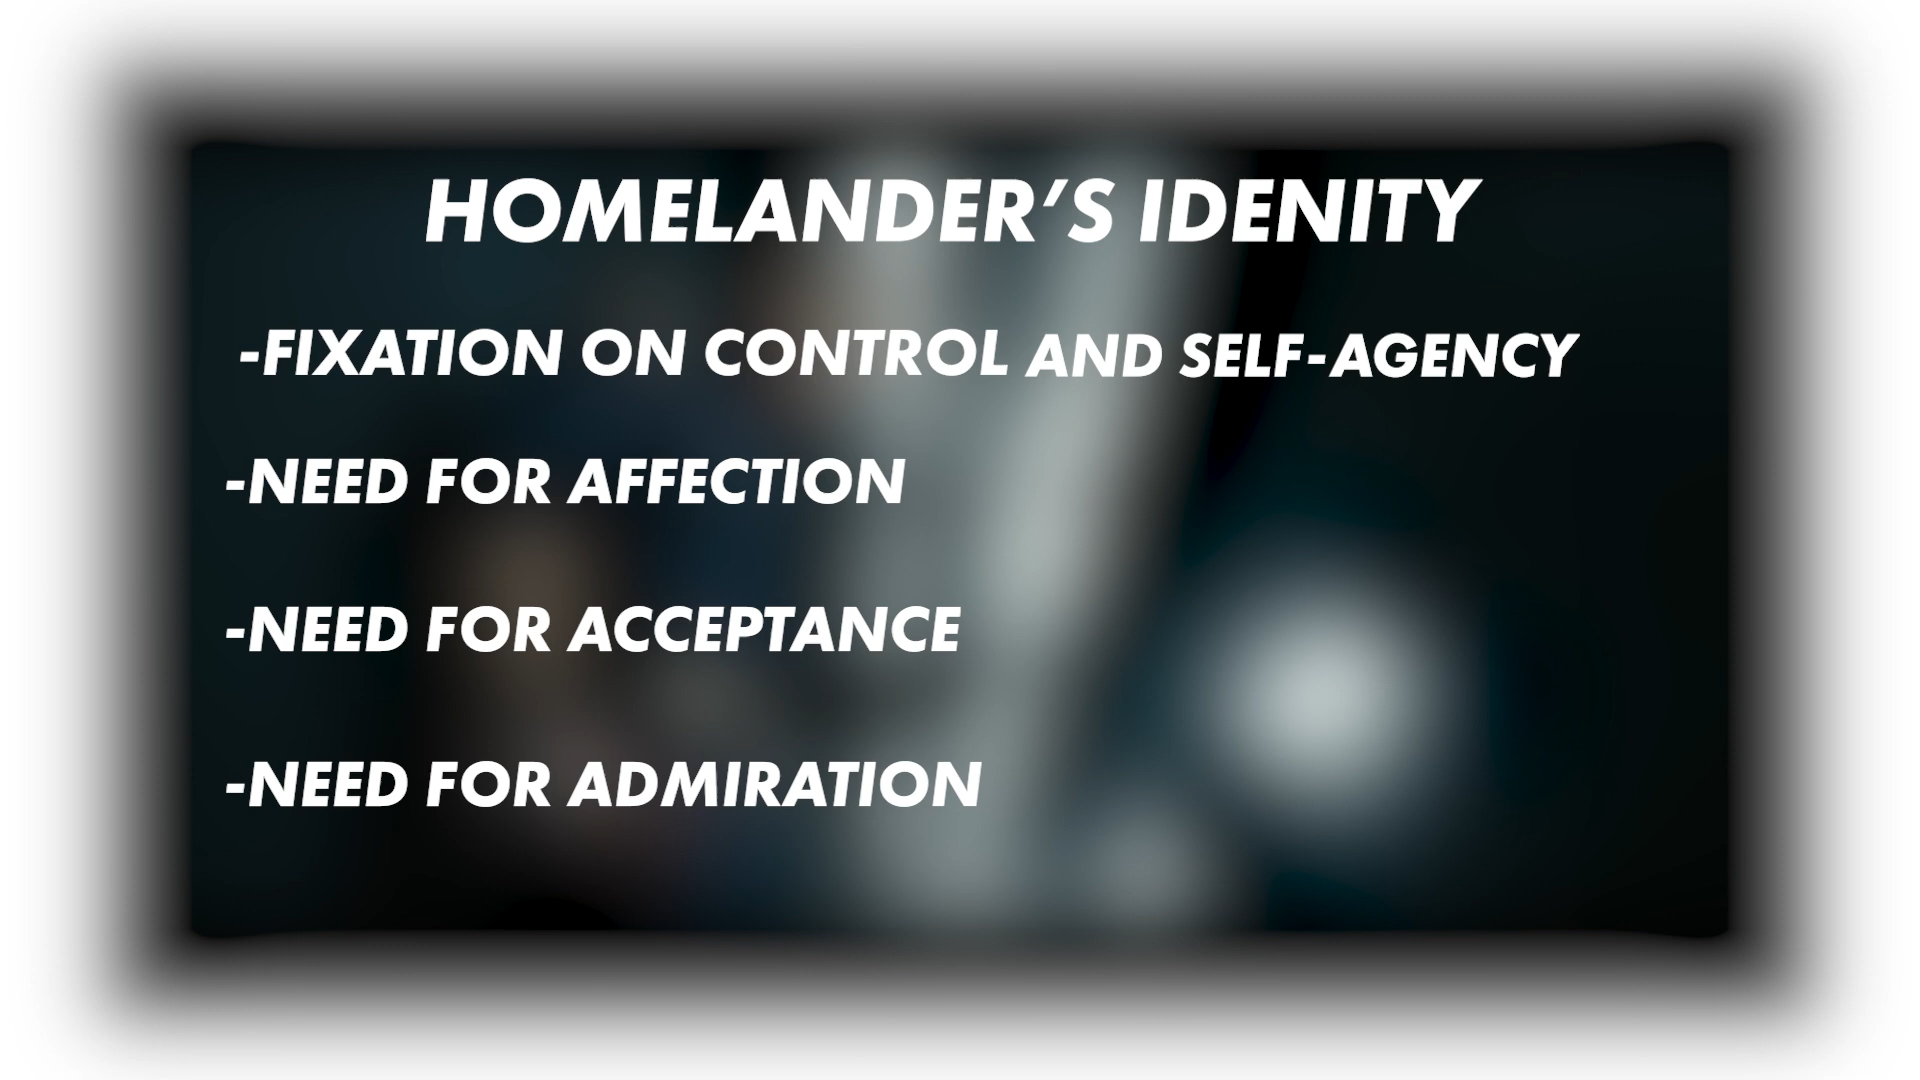 HOMELANDER’S IDENITY
-FIXATION ON CONTROL AND SELF-AGENCY
-NEED FOR AFFECTION
-NEED FOR ACCEPTANCE
-NEED FOR ADMIRATION